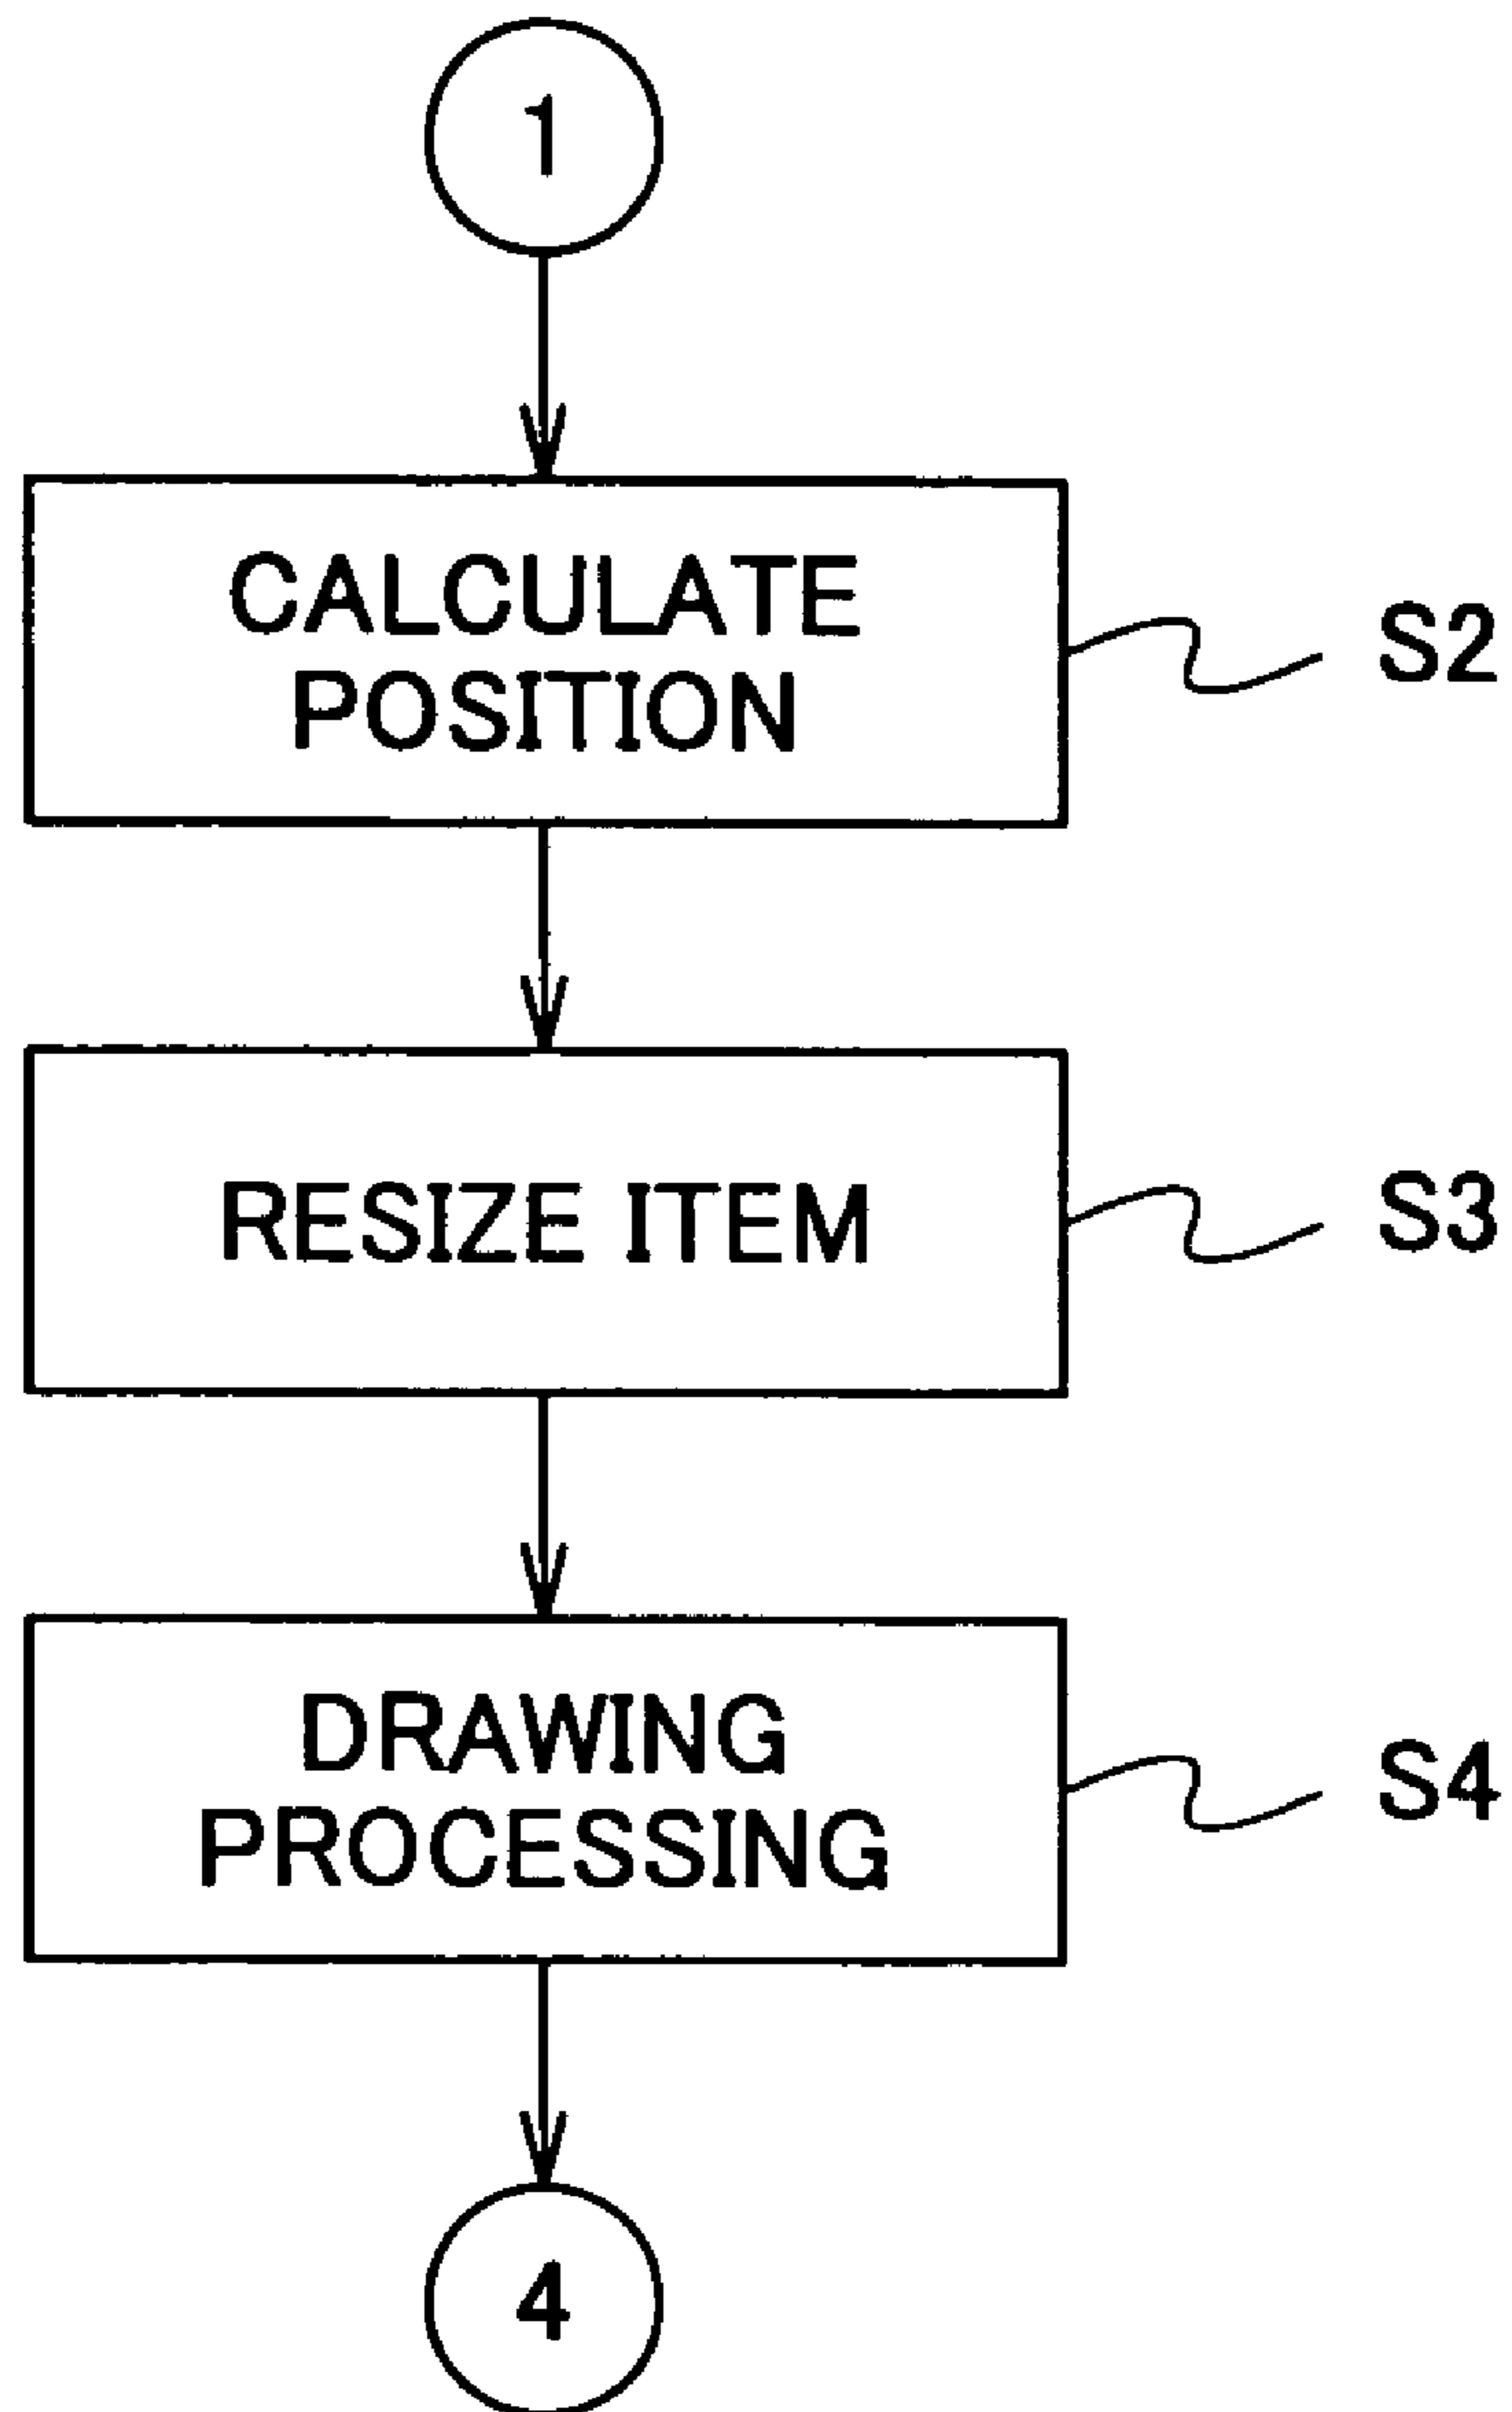 1
CALCULATE
POSITION
S2
RESIZE ITEM
S3
DRAWING
PROCESSING
S4
4